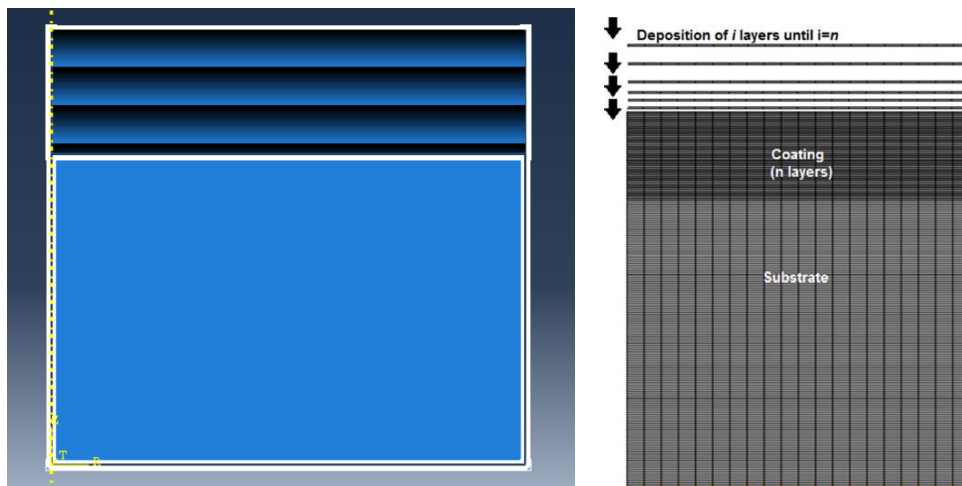 Z
T
R
Deposition of i layers until i=n
Coating
(n layers)
Substrate